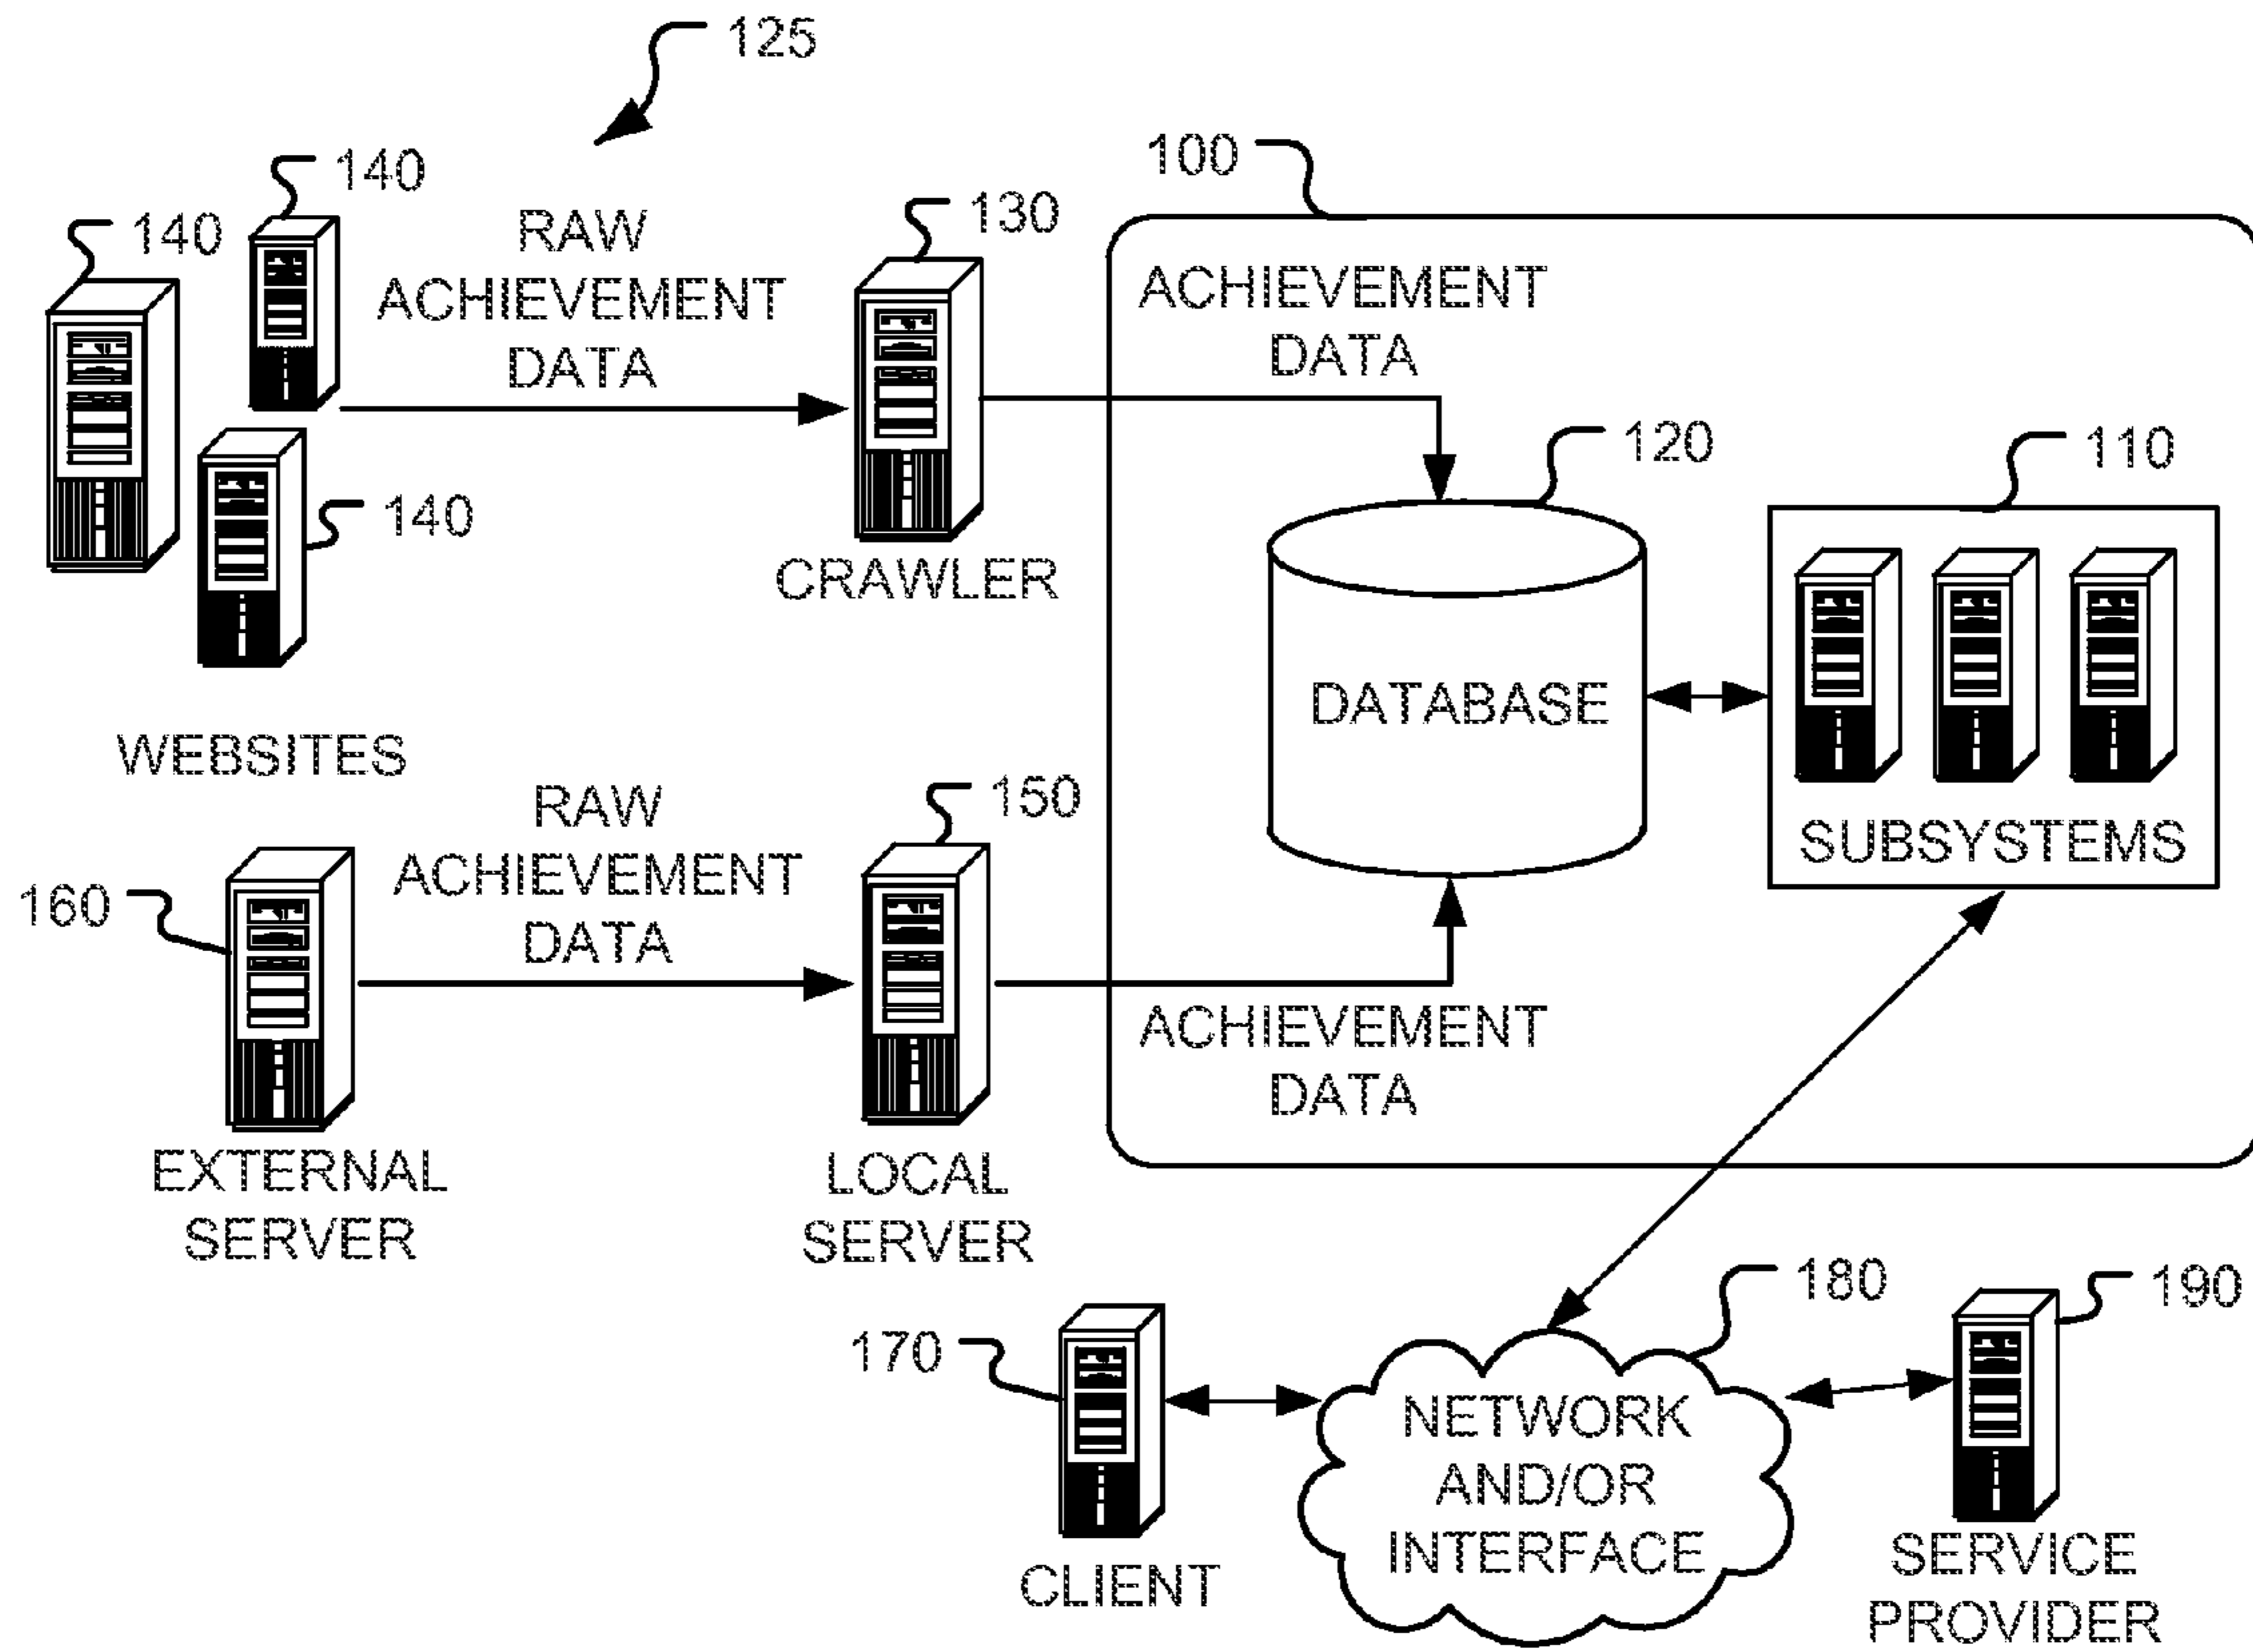 125
100
140
140
RAW
ACHIEVEMENT
DATA
130
ACHIEVEMENT
DATA
120
110
140
CRAWLER
DATABASE
WEBSITES
SUBSYSTEMS
160
RAW
ACHIEVEMENT
DATA
150
ACHIEVEMENT
DATA
EXTERNAL
SERVER
LOCAL
SERVER
170
180
190
NETWORK
AND/OR
INTERFACE
CLIENT
SERVICE
PROVIDER